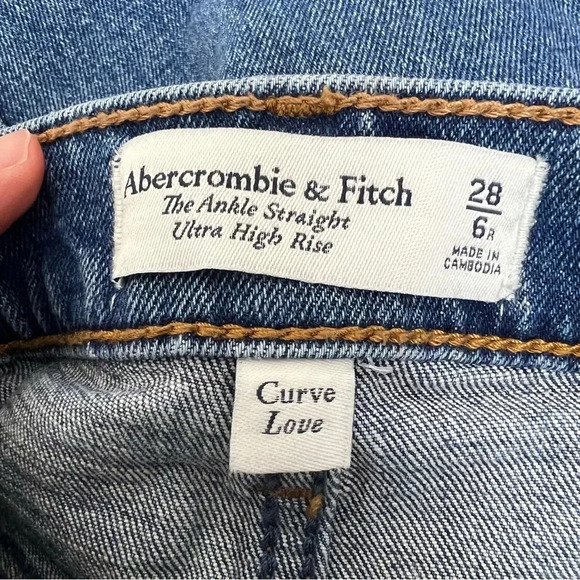 Abercrombie & Fitch
The Ankle Straight
Ultra High Rise
28
6R
MADE IN
CAMBODIA
Curve
Love